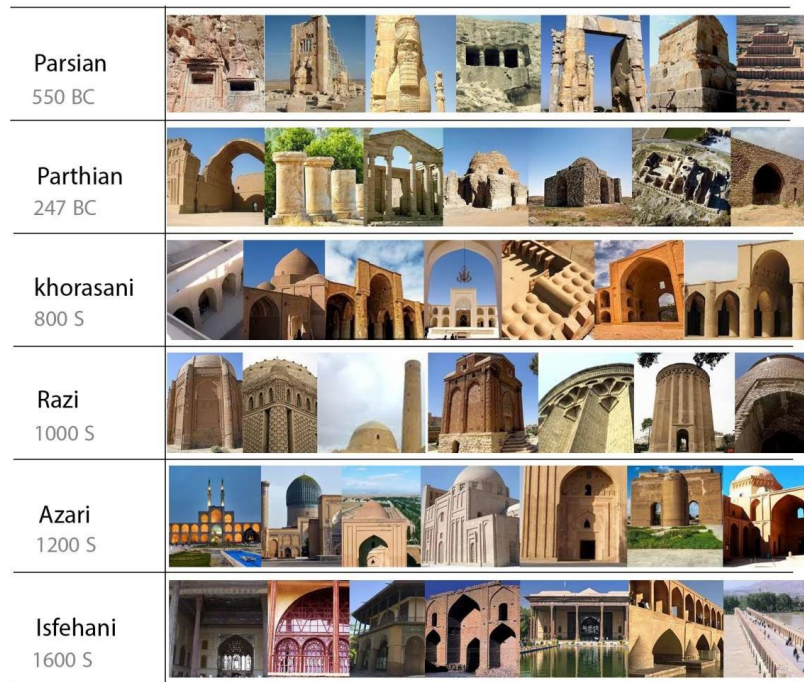 Parsian
550 BC
Parthian
247 BC
khorasani
800 S
Razi
1000 S
Azari
1200 S
Isfehani
1600 S